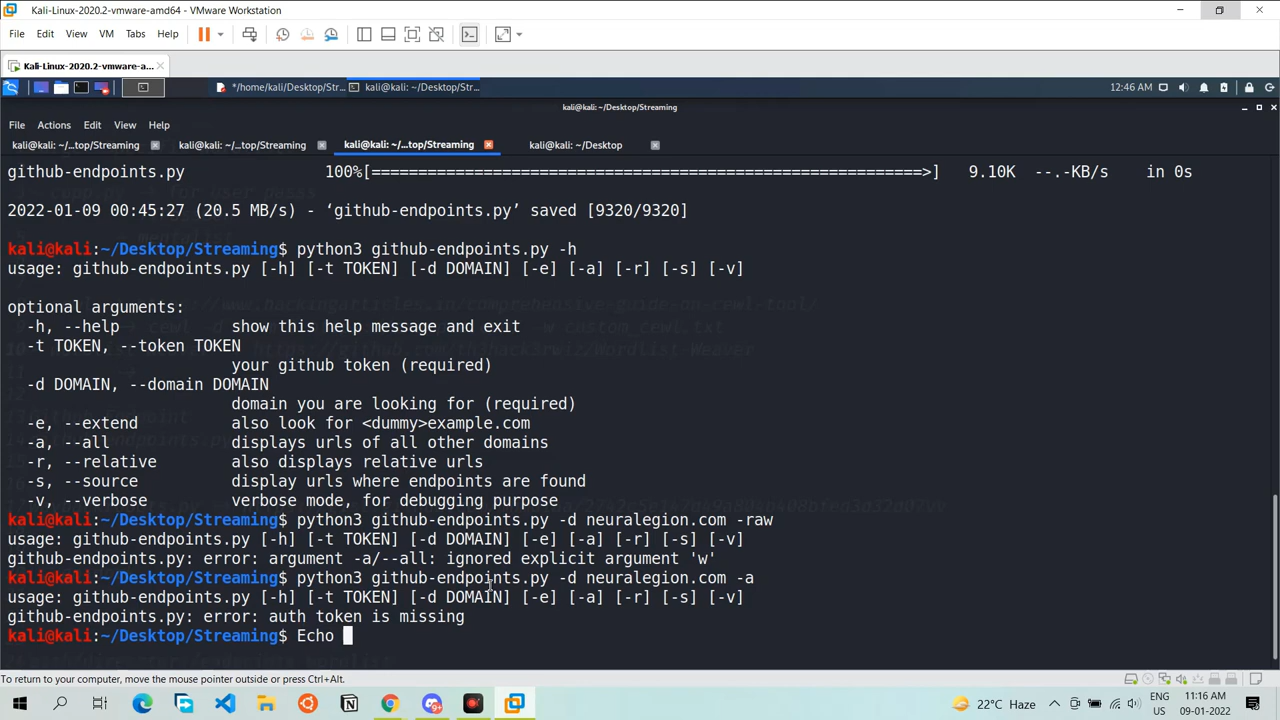 Kali-Linux-2020.2-vmware-amd64 - VMware Workstation
File Edit View VM Tabs Help
Kali-Linux-2020.2-vmware-a...
*/home/kali/Desktop/Str... kali@kali: ~/Desktop/Str... 12:46 AM
kali@kali: ~/Desktop/Streaming
File Actions Edit View Help
kali@kali: ~/...top/Streaming kali@kali: ~/...top/Streaming kali@kali: ~/...top/Streaming kali@kali: ~/Desktop
github-endpoints.py 100%[===========================================================>] 9.10K --.-KB/s in 0s
2022-01-09 00:45:27 (20.5 MB/s) - ‘github-endpoints.py’ saved [9320/9320]
kali@kali:~/Desktop/Streaming$ python3 github-endpoints.py -h
usage: github-endpoints.py [-h] [-t TOKEN] [-d DOMAIN] [-e] [-a] [-r] [-s] [-v]
optional arguments:
-h, --help show this help message and exit
-t TOKEN, --token TOKEN
your github token (required)
-d DOMAIN, --domain DOMAIN
domain you are looking for (required)
-e, --extend also look for <dummy>example.com
-a, --all displays urls of all other domains
-r, --relative also displays relative urls
-s, --source display urls where endpoints are found
-v, --verbose verbose mode, for debugging purpose
kali@kali:~/Desktop/Streaming$ python3 github-endpoints.py -d neuralegion.com -raw
usage: github-endpoints.py [-h] [-t TOKEN] [-d DOMAIN] [-e] [-a] [-r] [-s] [-v]
github-endpoints.py: error: argument -a/--all: ignored explicit argument 'w'
kali@kali:~/Desktop/Streaming$ python3 github-endpoints.py -d neuralegion.com -a
usage: github-endpoints.py [-h] [-t TOKEN] [-d DOMAIN] [-e] [-a] [-r] [-s] [-v]
github-endpoints.py: error: auth token is missing
kali@kali:~/Desktop/Streaming$ Echo
To return to your computer, move the mouse pointer outside or press Ctrl+Alt.
22°C Haze ENG 11:16 AM
US 09-01-2022